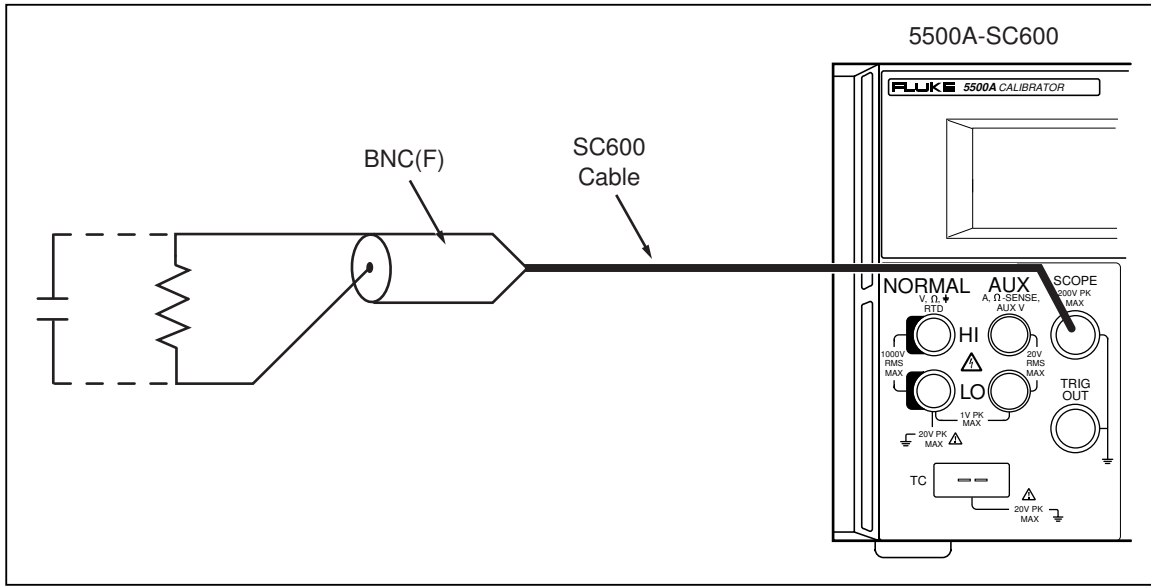 5500A-SC600
FLUKE 5500A CALIBRATOR
BNC(F)
SC600
Cable
NORMAL
V, Ω,
RTD
AUX
A, Ω-SENSE,
AUX V
SCOPE
200V PK
MAX
HI
1000V
RMS
MAX
20V
RMS
MAX
LO
TRIG
OUT
1V PK
MAX
20V PK
MAX
TC
20V PK
MAX